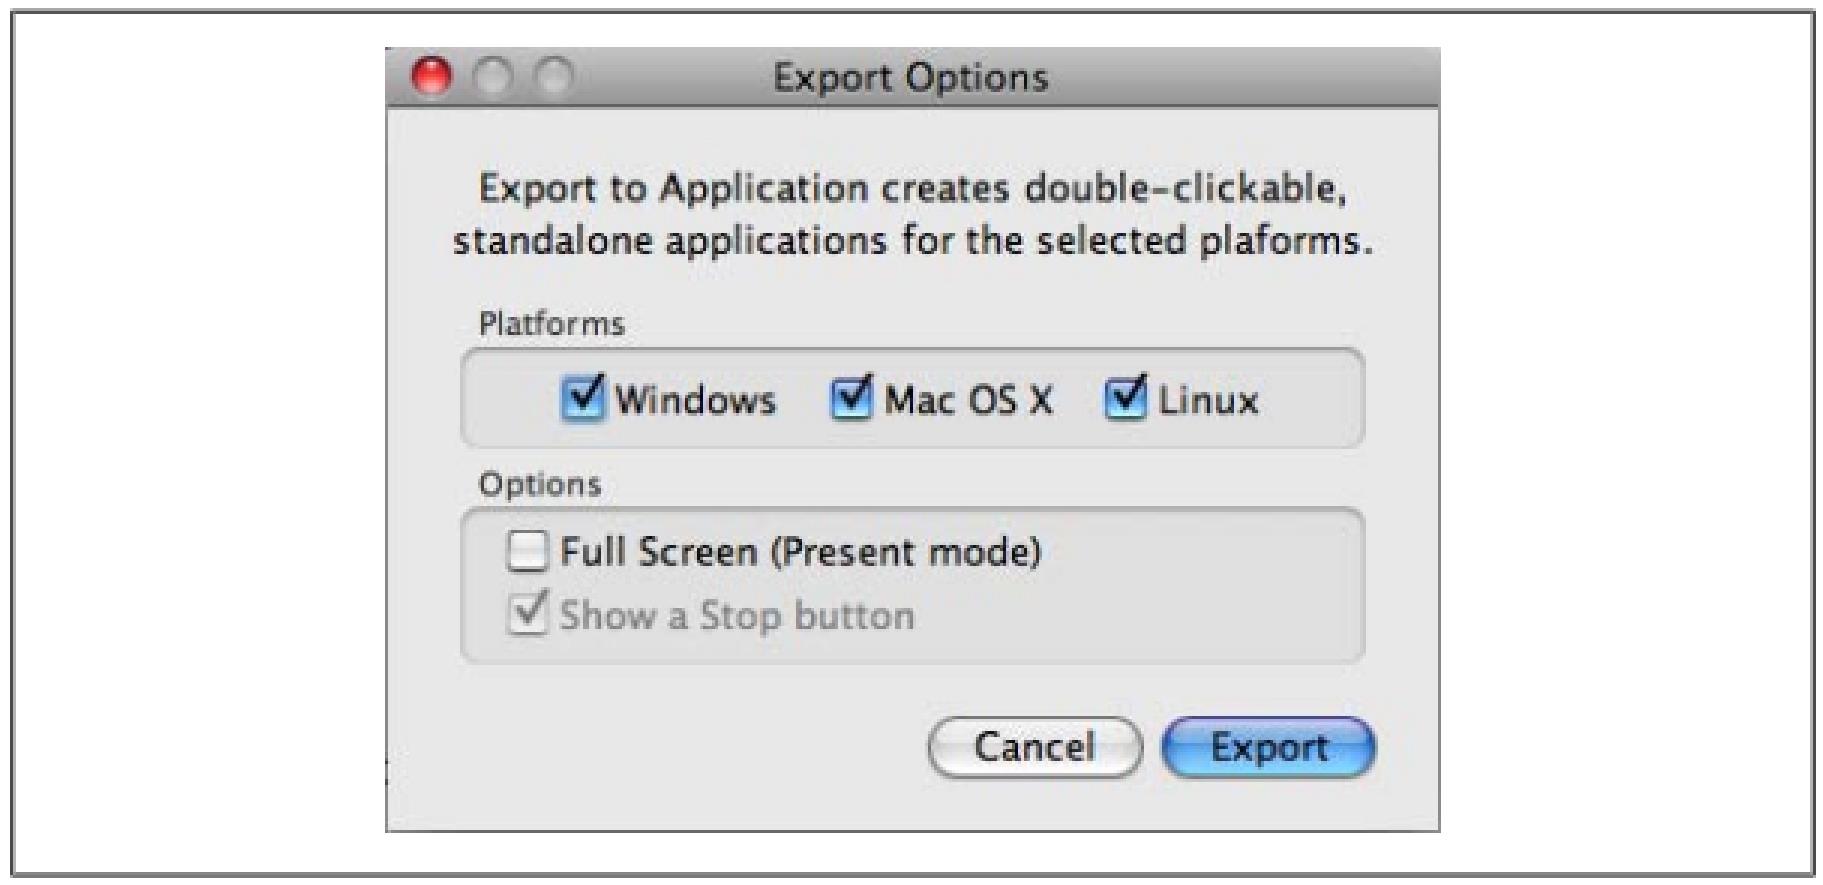 Export Options
Export to Application creates double-clickable,
standalone applications for the selected plaforms.
Platforms
Windows Mac OS X Linux
Options
Full Screen (Present mode)
Show a Stop button
Cancel Export